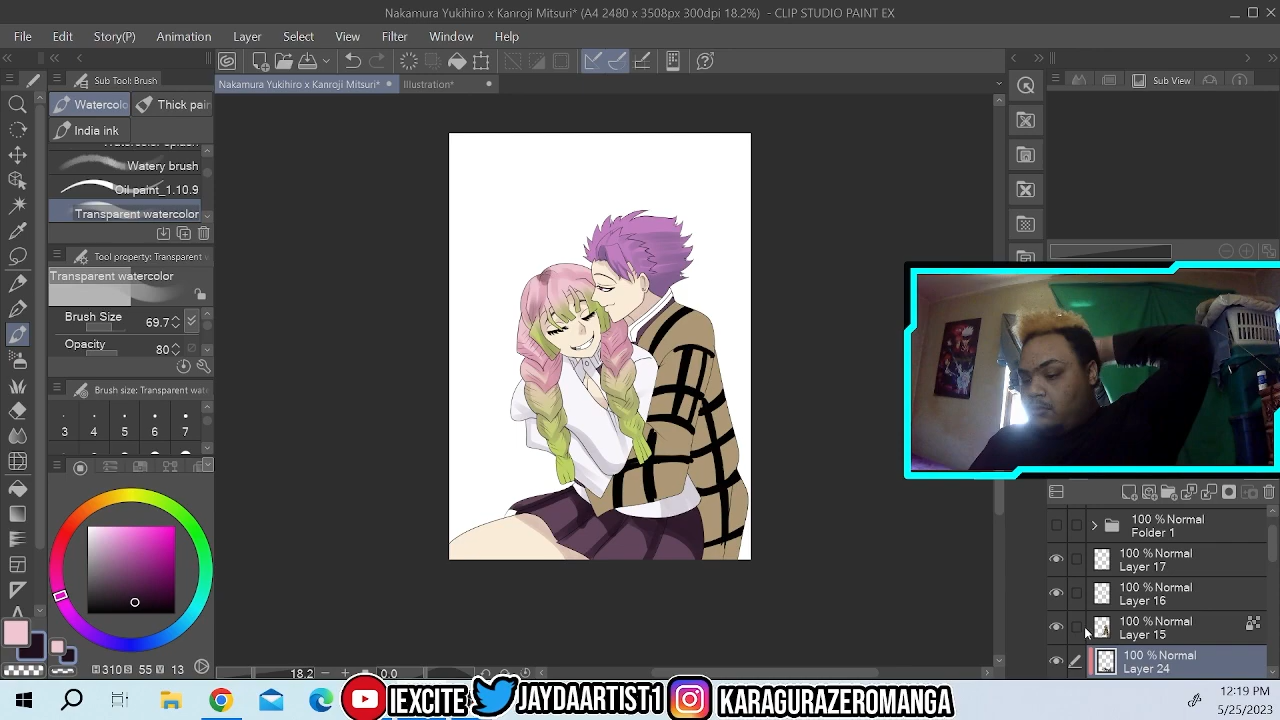 Nakamura Yukihiro x Kanroji Mitsuri* (A4 2480 x 3508px 300dpi 18.2%) - CLIP STUDIO PAINT EX
File Edit Story(P) Animation Layer Select View Filter Window Help
Sub Tool: Brush
Nakamura Yukihiro x Kanroji Mitsuri*
Illustration*
Sub View
Watercolo
Thick pain
India ink
Watery brush
Oil paint_1.10.9
Transparent watercolor
Tool property: Transparent w
Transparent watercolor
Brush Size 69.7
Opacity 80
Brush size: Transparent wate
3 4 5 6 7
H 310 S 55 V 13
18.2
0.0
100 % Normal
Folder 1
100 % Normal
Layer 17
100 % Normal
Layer 16
100 % Normal
Layer 15
100 % Normal
Layer 24
IEXCITE
JAYDAARTIST1
KARAGURAZEROMANGA
12:19 PM
5/25/2023